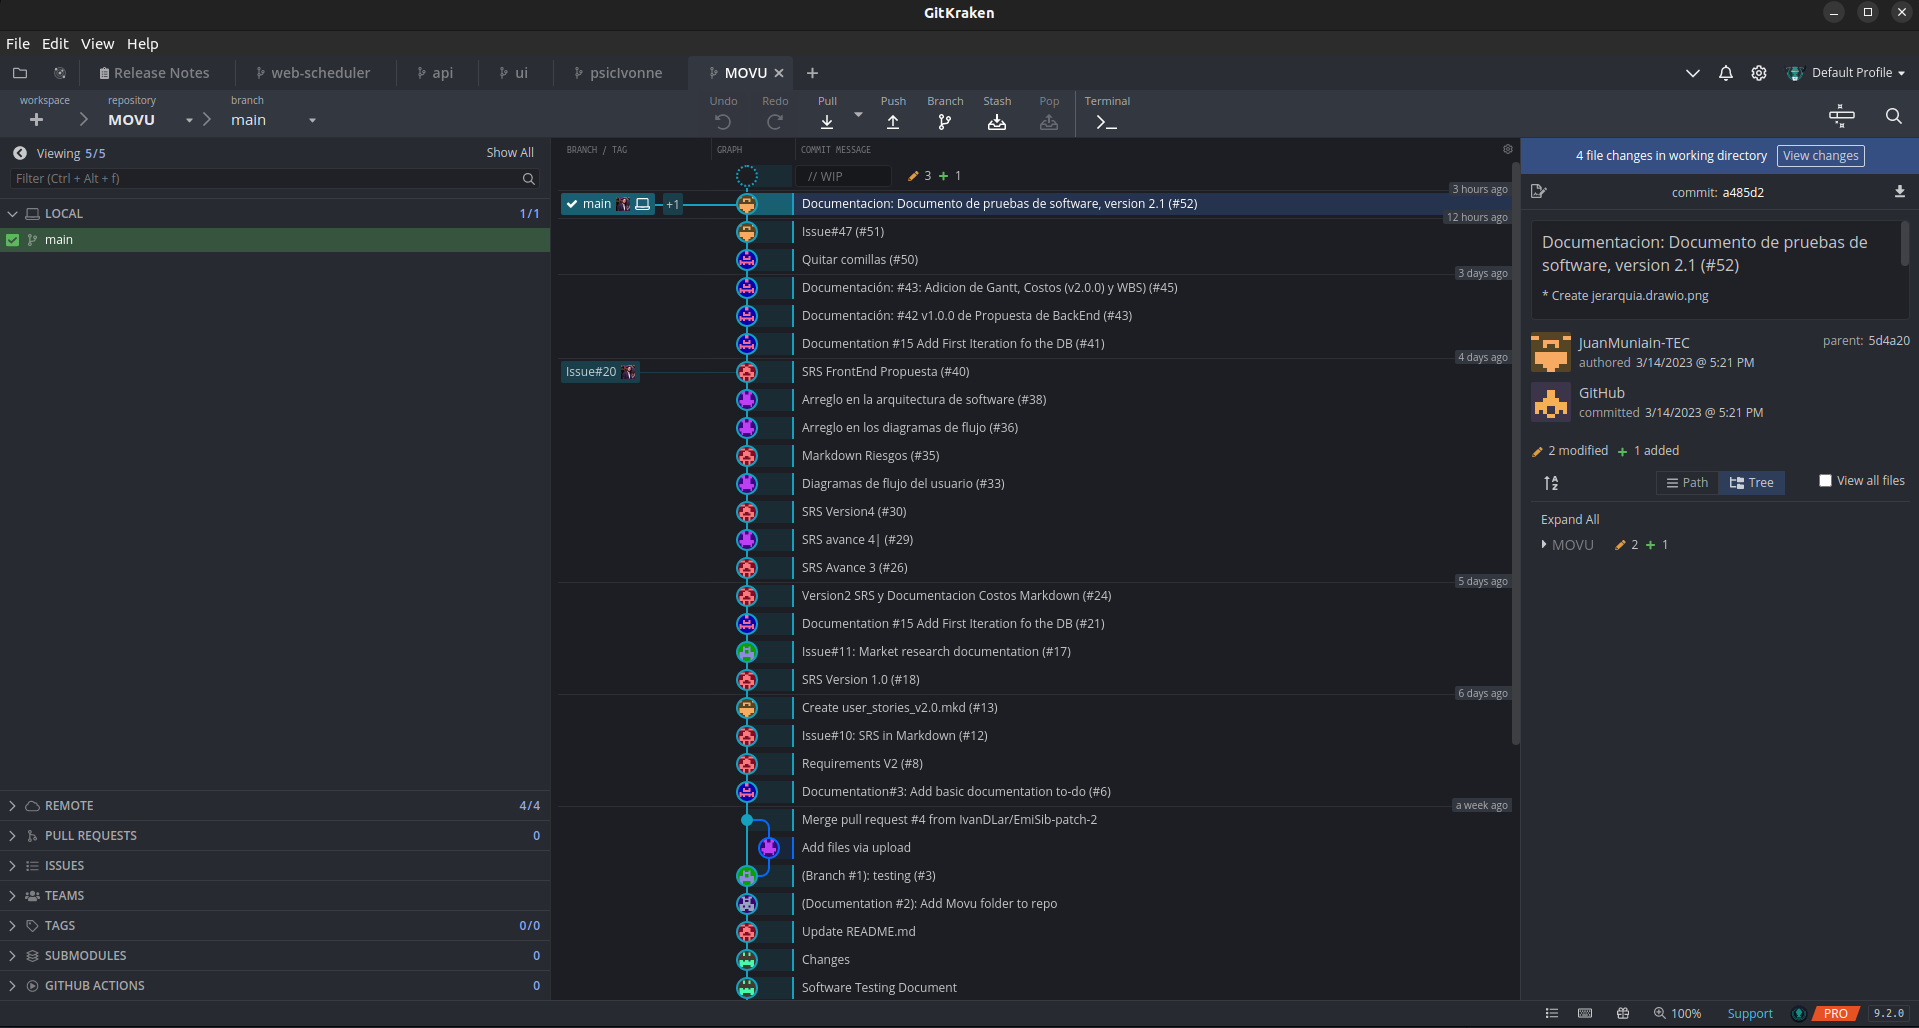 GitKraken
File Edit View Help
Release Notes web-scheduler api ui psicIvonne MOVU Default Profile
workspace repository branch
MOVU main
Undo Redo Pull Push Branch Stash Pop Terminal
Viewing 5/5 Show All
Filter (Ctrl + Alt + f)
LOCAL 1/1
main
REMOTE 4/4
PULL REQUESTS 0
ISSUES
TEAMS
TAGS 0/0
SUBMODULES 0
GITHUB ACTIONS 0
BRANCH / TAG GRAPH COMMIT MESSAGE
// WIP 3 1
3 hours ago
main +1 Documentacion: Documento de pruebas de software, version 2.1 (#52)
12 hours ago
Issue#47 (#51)
Quitar comillas (#50)
3 days ago
Documentación: #43: Adicion de Gantt, Costos (v2.0.0) y WBS) (#45)
Documentación: #42 v1.0.0 de Propuesta de BackEnd (#43)
Documentation #15 Add First Iteration fo the DB (#41)
4 days ago
Issue#20 SRS FrontEnd Propuesta (#40)
Arreglo en la arquitectura de software (#38)
Arreglo en los diagramas de flujo (#36)
Markdown Riesgos (#35)
Diagramas de flujo del usuario (#33)
SRS Version4 (#30)
SRS avance 4| (#29)
SRS Avance 3 (#26)
5 days ago
Version2 SRS y Documentacion Costos Markdown (#24)
Documentation #15 Add First Iteration fo the DB (#21)
Issue#11: Market research documentation (#17)
SRS Version 1.0 (#18)
6 days ago
Create user_stories_v2.0.mkd (#13)
Issue#10: SRS in Markdown (#12)
Requirements V2 (#8)
Documentation#3: Add basic documentation to-do (#6)
a week ago
Merge pull request #4 from IvanDLar/EmiSib-patch-2
Add files via upload
(Branch #1): testing (#3)
(Documentation #2): Add Movu folder to repo
Update README.md
Changes
Software Testing Document
4 file changes in working directory View changes
commit: a485d2
Documentacion: Documento de pruebas de
software, version 2.1 (#52)
* Create jerarquia.drawio.png
JuanMuniain-TEC parent: 5d4a20
authored 3/14/2023 @ 5:21 PM
GitHub
committed 3/14/2023 @ 5:21 PM
2 modified 1 added
Path Tree View all files
Expand All
MOVU 2 1
100% Support PRO 9.2.0